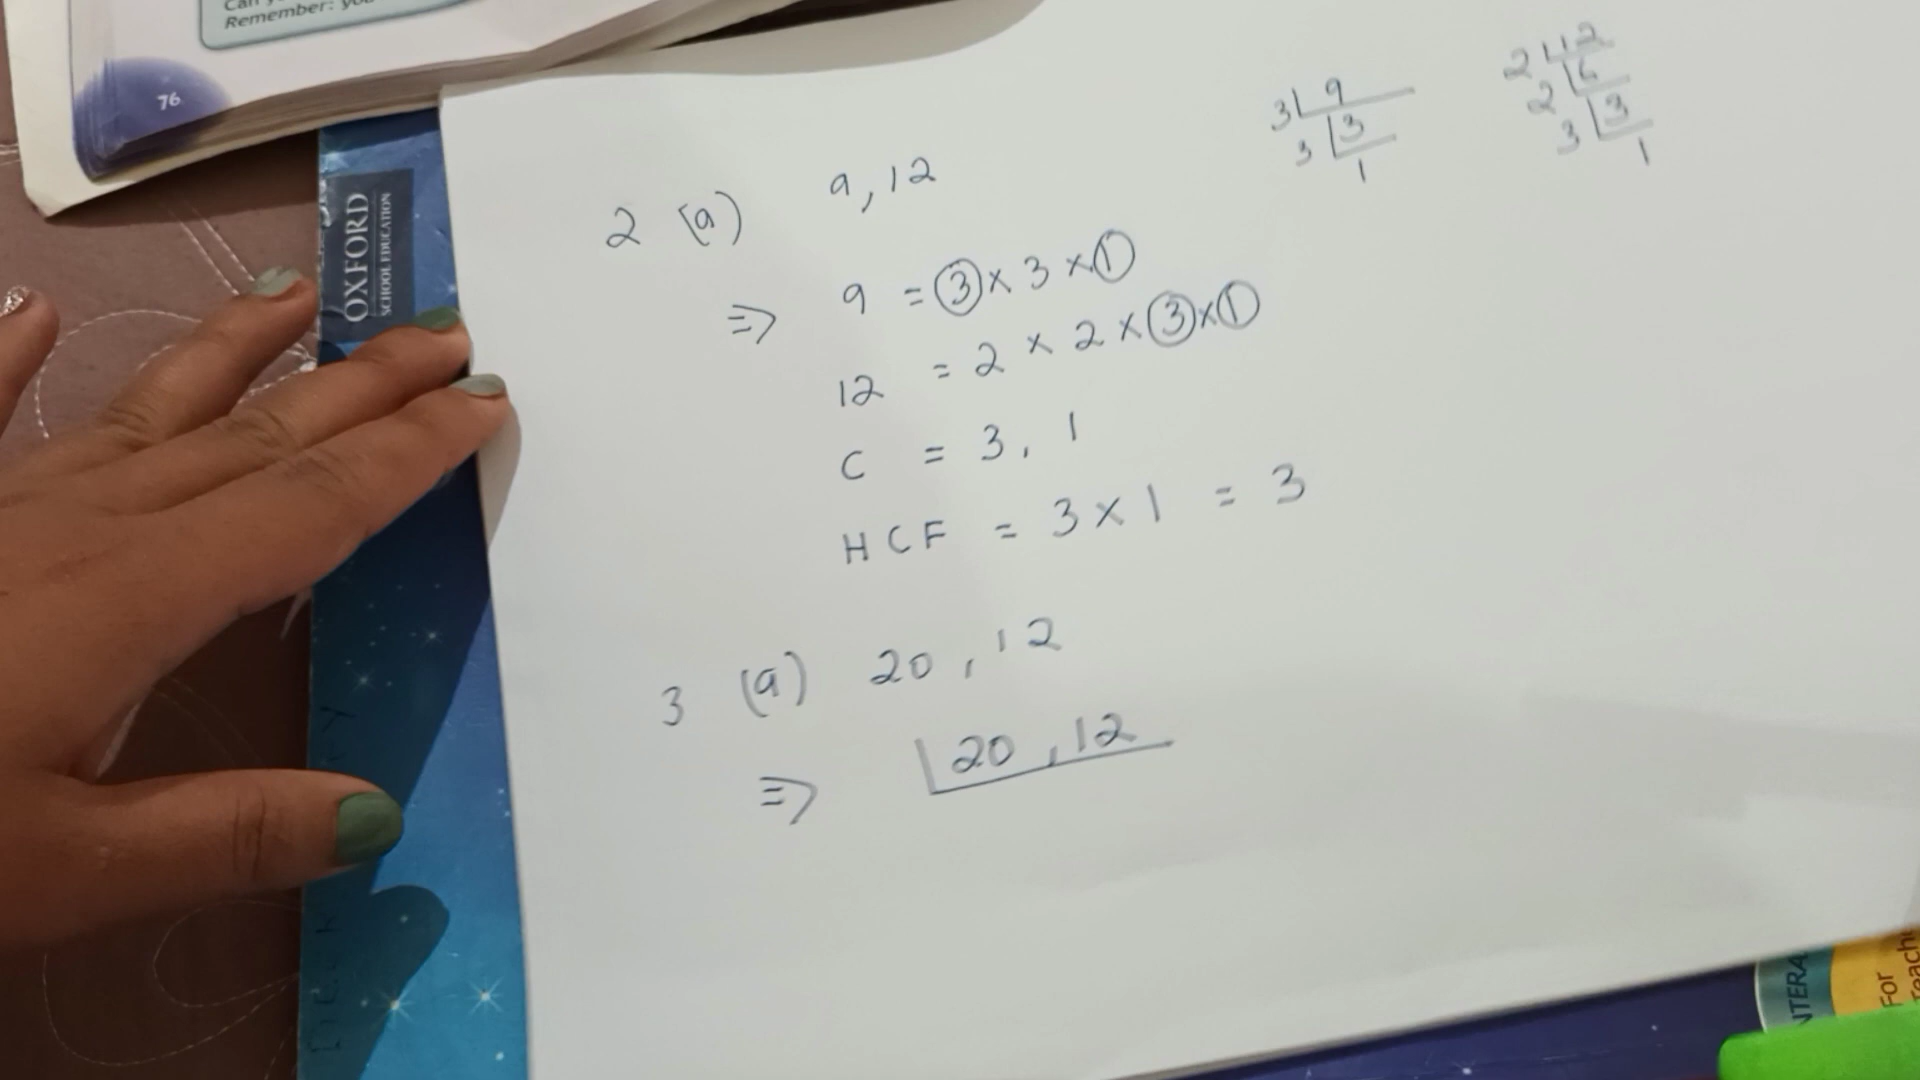 Remember:
76
OXFORD
SCHOOL EDUCATION
2 (a) 9, 12
⇒ 9 = 3 × 3 × 1
12 = 2 × 2 × 3 × 1
C = 3, 1
HCF = 3 × 1 = 3
3 (a) 20, 12
⇒ 20, 12
3 9
3 3
1
2 12
2 6
3 3
1
For